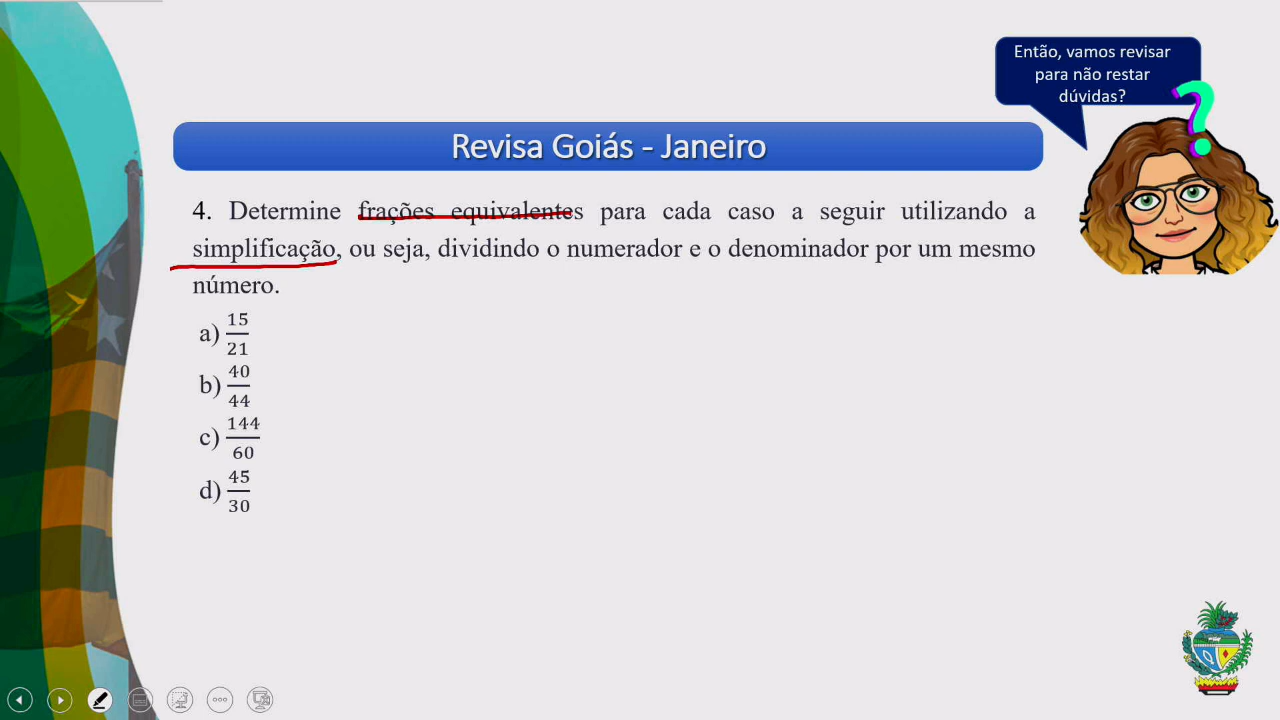 Então, vamos revisar
para não restar
dúvidas?
?
Revisa Goiás - Janeiro
4. Determine frações equivalentes para cada caso a seguir utilizando a
simplificação, ou seja, dividindo o numerador e o denominador por um mesmo
número.
a) 15/21
b) 40/44
c) 144/60
d) 45/30